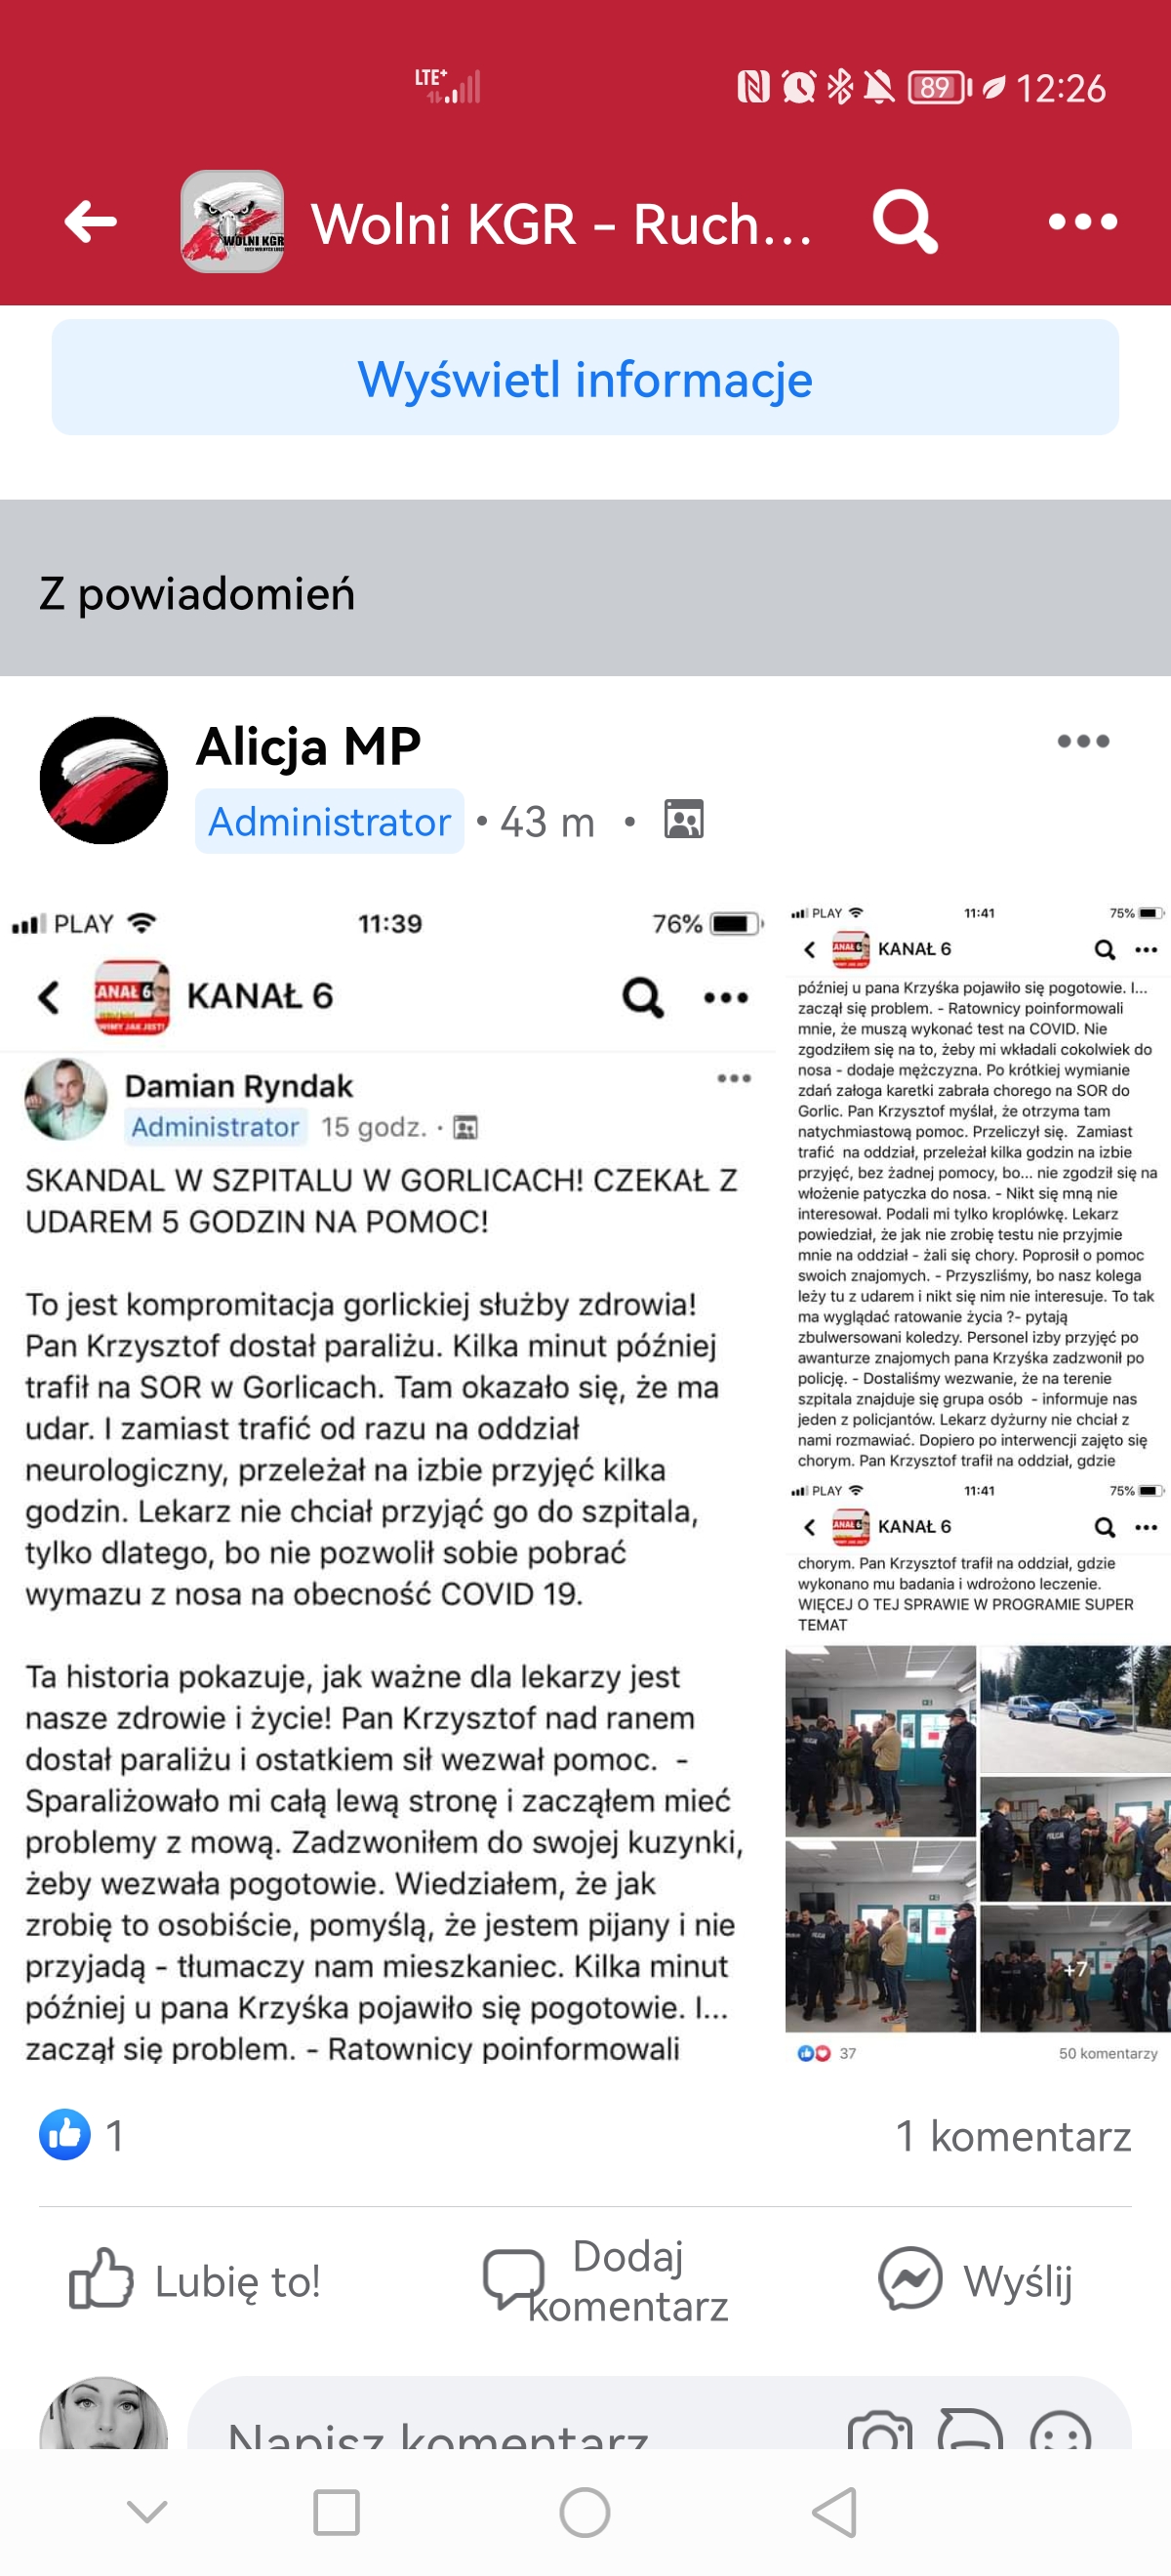 LTE+
89
12:26
WOLNI KGR
Wolni KGR - Ruch...
Wyświetl informacje
Z powiadomień
Alicja MP
Administrator • 43 m •
PLAY 11:39 76%
KANAŁ 6
Damian Ryndak
Administrator 15 godz. ·
SKANDAL W SZPITALU W GORLICACH! CZEKAŁ Z
UDAREM 5 GODZIN NA POMOC!
To jest kompromitacja gorlickiej służby zdrowia!
Pan Krzysztof dostał paraliżu. Kilka minut później
trafił na SOR w Gorlicach. Tam okazało się, że ma
udar. I zamiast trafić od razu na oddział
neurologiczny, przeleżał na izbie przyjęć kilka
godzin. Lekarz nie chciał przyjąć go do szpitala,
tylko dlatego, bo nie pozwolił sobie pobrać
wymazu z nosa na obecność COVID 19.
Ta historia pokazuje, jak ważne dla lekarzy jest
nasze zdrowie i życie! Pan Krzysztof nad ranem
dostał paraliżu i ostatkiem sił wezwał pomoc. -
Sparaliżowało mi całą lewą stronę i zacząłem mieć
problemy z mową. Zadzwoniłem do swojej kuzynki,
żeby wezwała pogotowie. Wiedziałem, że jak
zrobię to osobiście, pomyślą, że jestem pijany i nie
przyjadą - tłumaczy nam mieszkaniec. Kilka minut
później u pana Krzyśka pojawiło się pogotowie. I...
zaczął się problem. - Ratownicy poinformowali
PLAY 11:41 75%
KANAŁ 6
później u pana Krzyśka pojawiło się pogotowie. I...
zaczął się problem. - Ratownicy poinformowali
mnie, że muszą wykonać test na COVID. Nie
zgodziłem się na to, żeby mi wkładali cokolwiek do
nosa - dodaje mężczyzna. Po krótkiej wymianie
zdań załoga karetki zabrała chorego na SOR do
Gorlic. Pan Krzysztof myślał, że otrzyma tam
natychmiastową pomoc. Przeliczył się. Zamiast
trafić na oddział, przeleżał kilka godzin na izbie
przyjęć, bez żadnej pomocy, bo... nie zgodził się na
włożenie patyczka do nosa. - Nikt się mną nie
interesował. Podali mi tylko kroplówkę. Lekarz
powiedział, że jak nie zrobię testu nie przyjmie
mnie na oddział - żali się chory. Poprosił o pomoc
swoich znajomych. - Przyszliśmy, bo nasz kolega
leży tu z udarem i nikt się nim nie interesuje. To tak
ma wyglądać ratowanie życia ?- pytają
zbulwersowani koledzy. Personel izby przyjęć po
awanturze znajomych pana Krzyśka zadzwonił po
policję. - Dostaliśmy wezwanie, że na terenie
szpitala znajduje się grupa osób - informuje nas
jeden z policjantów. Lekarz dyżurny nie chciał z
nami rozmawiać. Dopiero po interwencji zajęto się
chorym. Pan Krzysztof trafił na oddział, gdzie
PLAY 11:41 75%
KANAŁ 6
chorym. Pan Krzysztof trafił na oddział, gdzie
wykonano mu badania i wdrożono leczenie.
WIĘCEJ O TEJ SPRAWIE W PROGRAMIE SUPER
TEMAT
POLICJA
+7
37 50 komentarzy
1 1 komentarz
Lubię to!
Dodaj
komentarz
Wyślij
Napisz komentarz